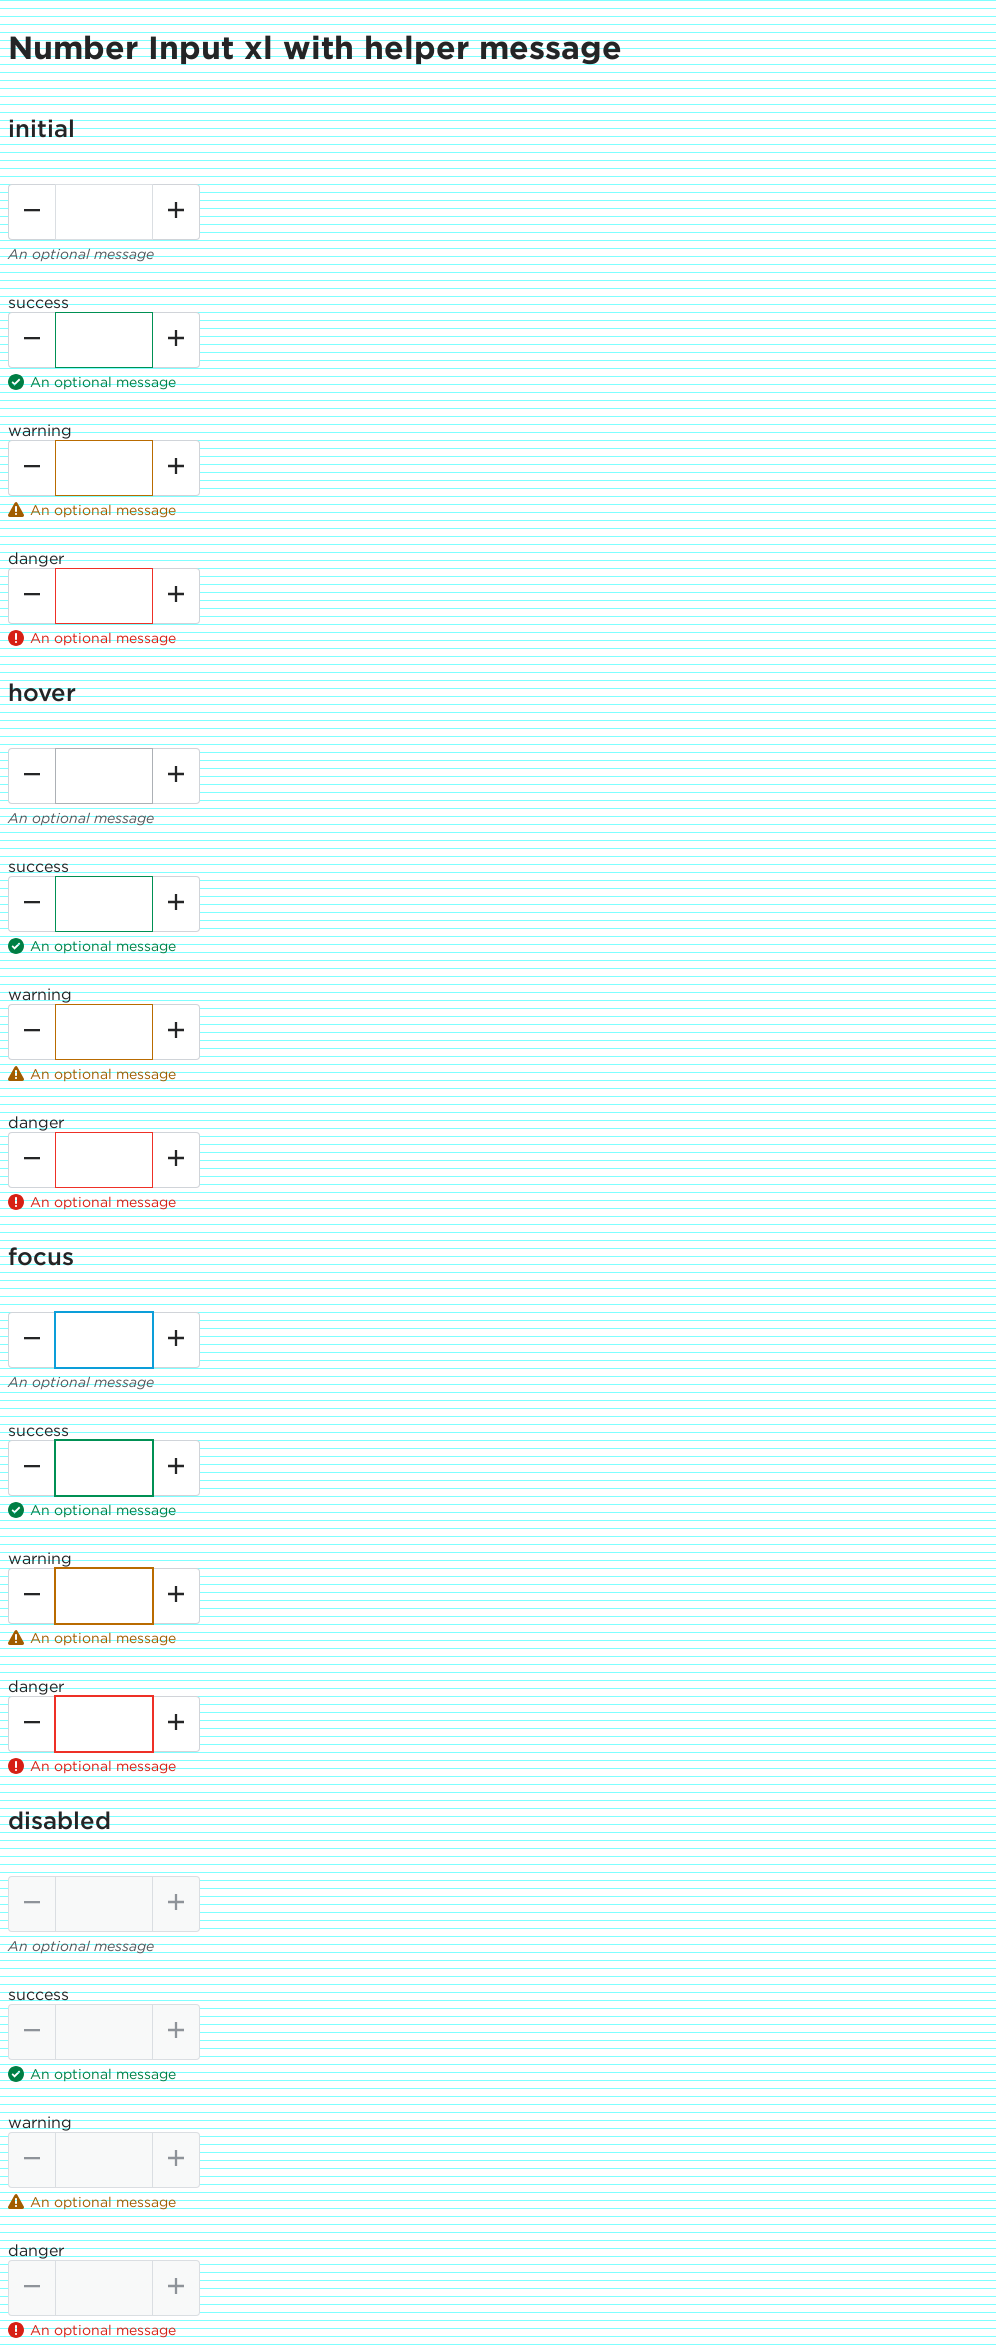 Number Input xl with helper message
initial
An optional message
success
An optional message
warning
An optional message
danger
An optional message
hover
An optional message
success
An optional message
warning
An optional message
danger
An optional message
focus
An optional message
success
An optional message
warning
An optional message
danger
An optional message
disabled
An optional message
success
An optional message
warning
An optional message
danger
An optional message